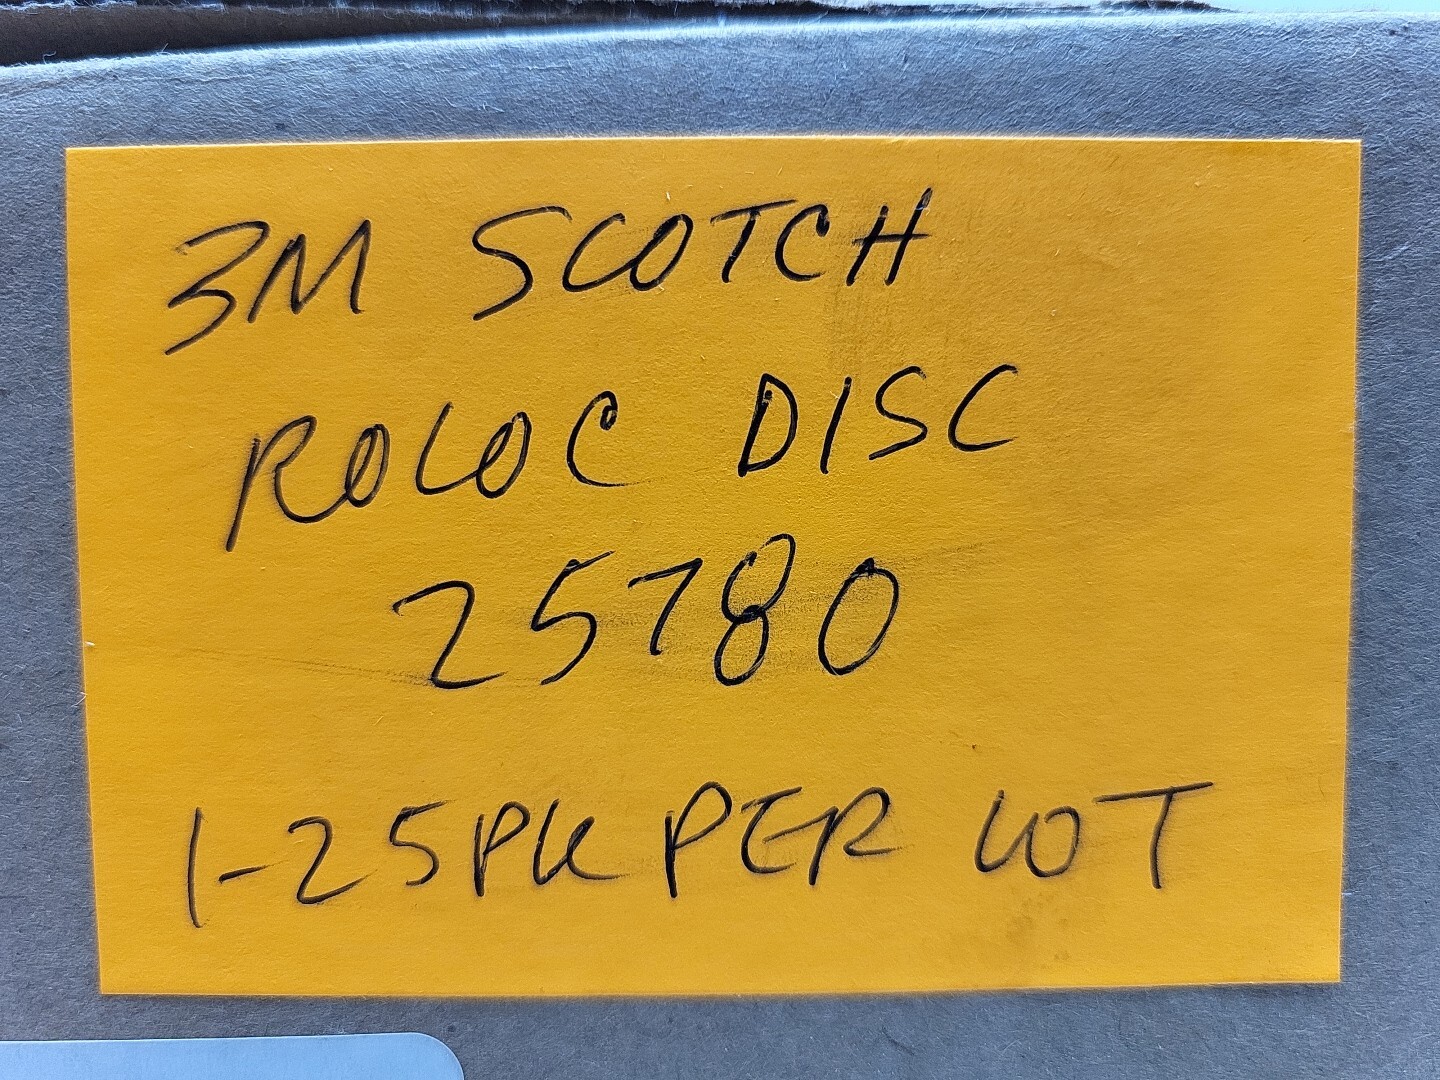 3M SCOTCH
ROLOC DISC
25780
1-25PK PER LOT